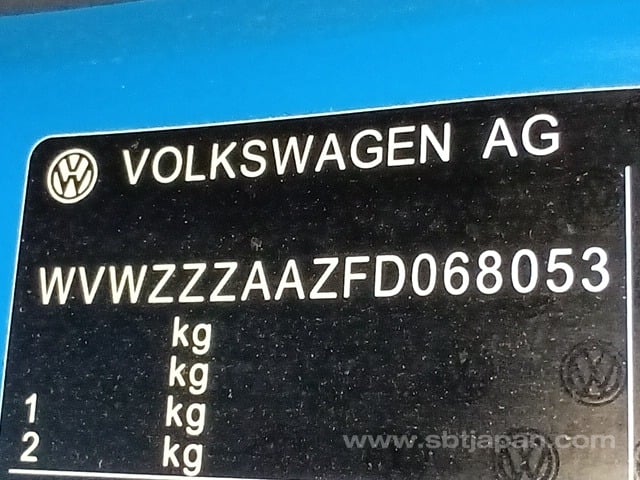 VOLKSWAGEN AG
WVWZZZAAZFD068053
kg
kg
1 kg
2 kg
www.sbtjapan.com